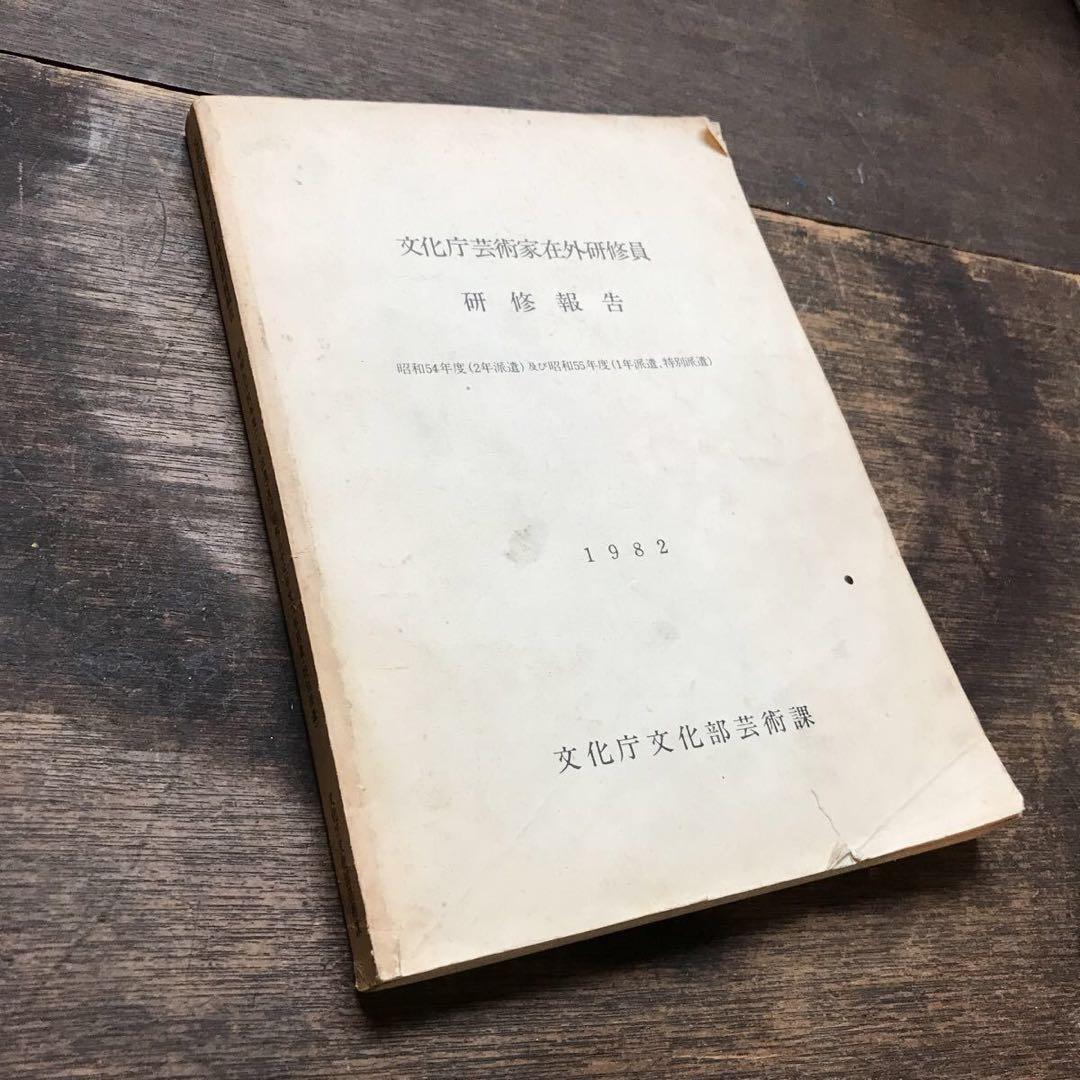 文化庁芸術家在外研修員
研修報告
昭和54年度(2年派遣)及び昭和55年度(1年派遣、特別派遣)
1982
文化庁文化部芸術課